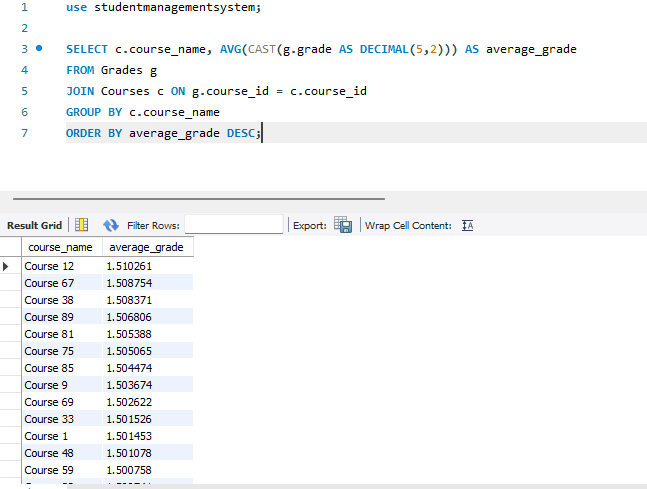 1 use studentmanagementsystem;
2
3 SELECT c.course_name, AVG(CAST(g.grade AS DECIMAL(5,2))) AS average_grade
4 FROM Grades g
5 JOIN Courses c ON g.course_id = c.course_id
6 GROUP BY c.course_name
7 ORDER BY average_grade DESC;
Result Grid Filter Rows: Export: Wrap Cell Content: IA
course_name average_grade
Course 12 1.510261
Course 67 1.508754
Course 38 1.508371
Course 89 1.506806
Course 81 1.505388
Course 75 1.505065
Course 85 1.504474
Course 9 1.503674
Course 69 1.502622
Course 33 1.501526
Course 1 1.501453
Course 48 1.501078
Course 59 1.500758